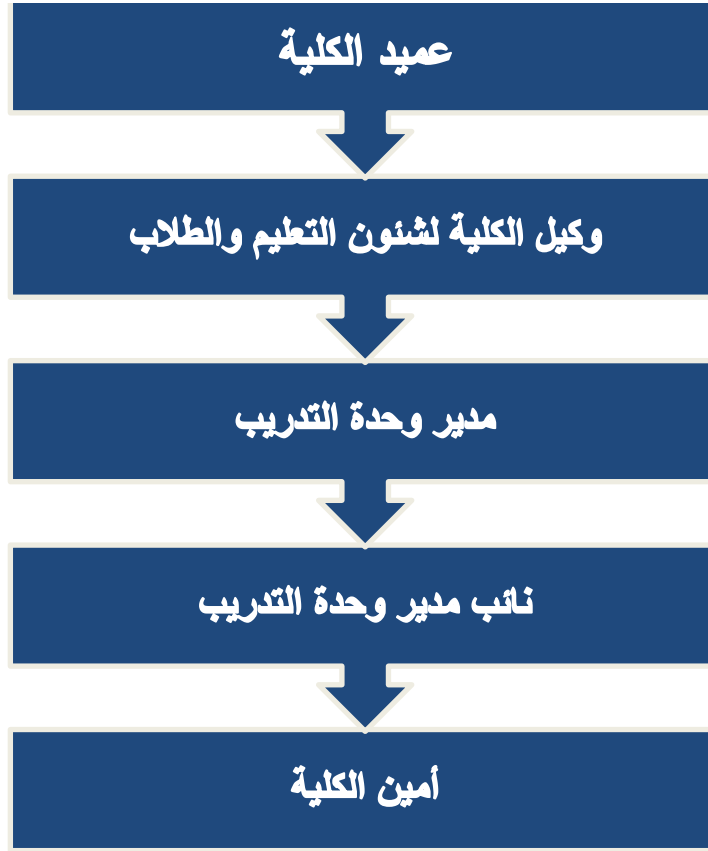 عميد الكلية
وكيل الكلية لشئون التعليم والطلاب
مدير وحدة التدريب
نائب مدير وحدة التدريب
أمين الكلية